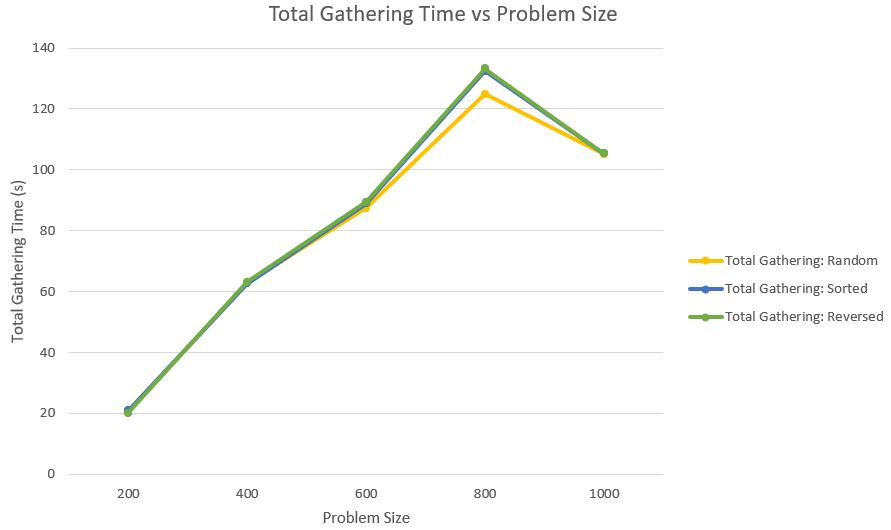 Total Gathering Time vs Problem Size
140
120
100
80
60
40
20
0
Total Gathering Time (s)
200 400 600 800 1000
Problem Size
Total Gathering: Random
Total Gathering: Sorted
Total Gathering: Reversed